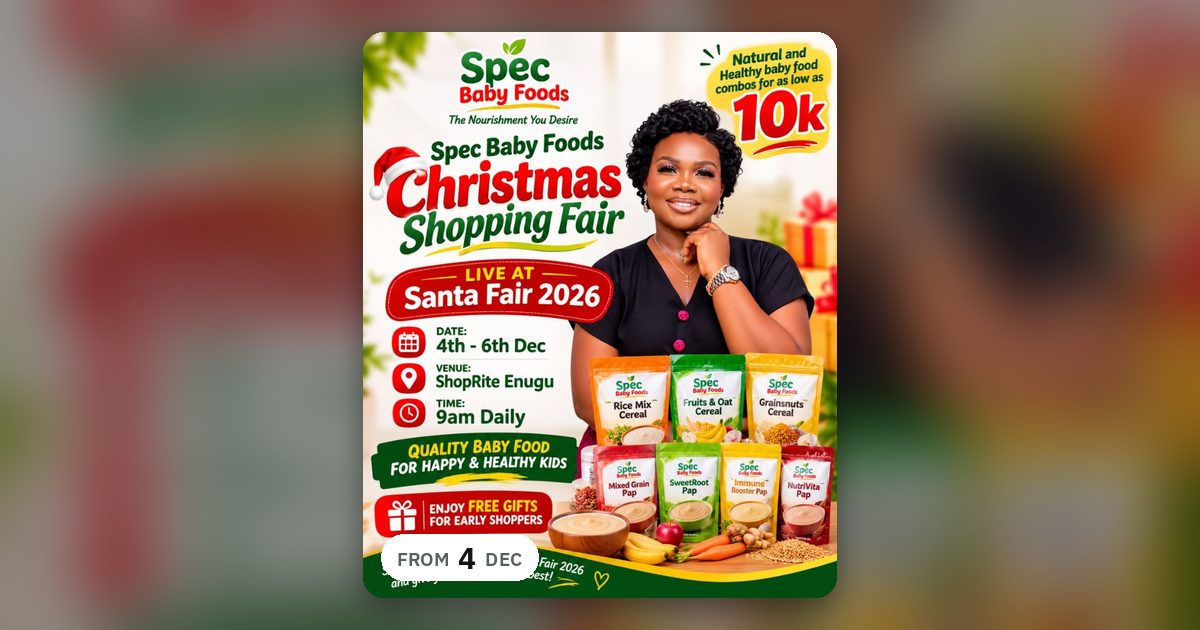 Spec
Baby Foods
The Nourishment You Desire
Natural and
Healthy baby food
combos for as low as
10k
Spec Baby Foods
Christmas
Shopping Fair
LIVE AT
Santa Fair 2026
DATE:
4th - 6th Dec
VENUE:
ShopRite Enugu
TIME:
9am Daily
QUALITY BABY FOOD
FOR HAPPY & HEALTHY KIDS
ENJOY FREE GIFTS
FOR EARLY SHOPPERS
Spec
Baby Foods
Rice Mix
Cereal
Spec
Baby Foods
Fruits & Oat
Cereal
Spec
Baby Foods
Grainsnuts
Cereal
Spec
Baby Foods
Mixed Grain
Pap
Spec
Baby Foods
SweetRoot
Pap
Spec
Baby Foods
Immune
Booster Pap
Spec
Baby Foods
NutriVita
Pap
FROM 4 DEC
Fair 2026
and best!